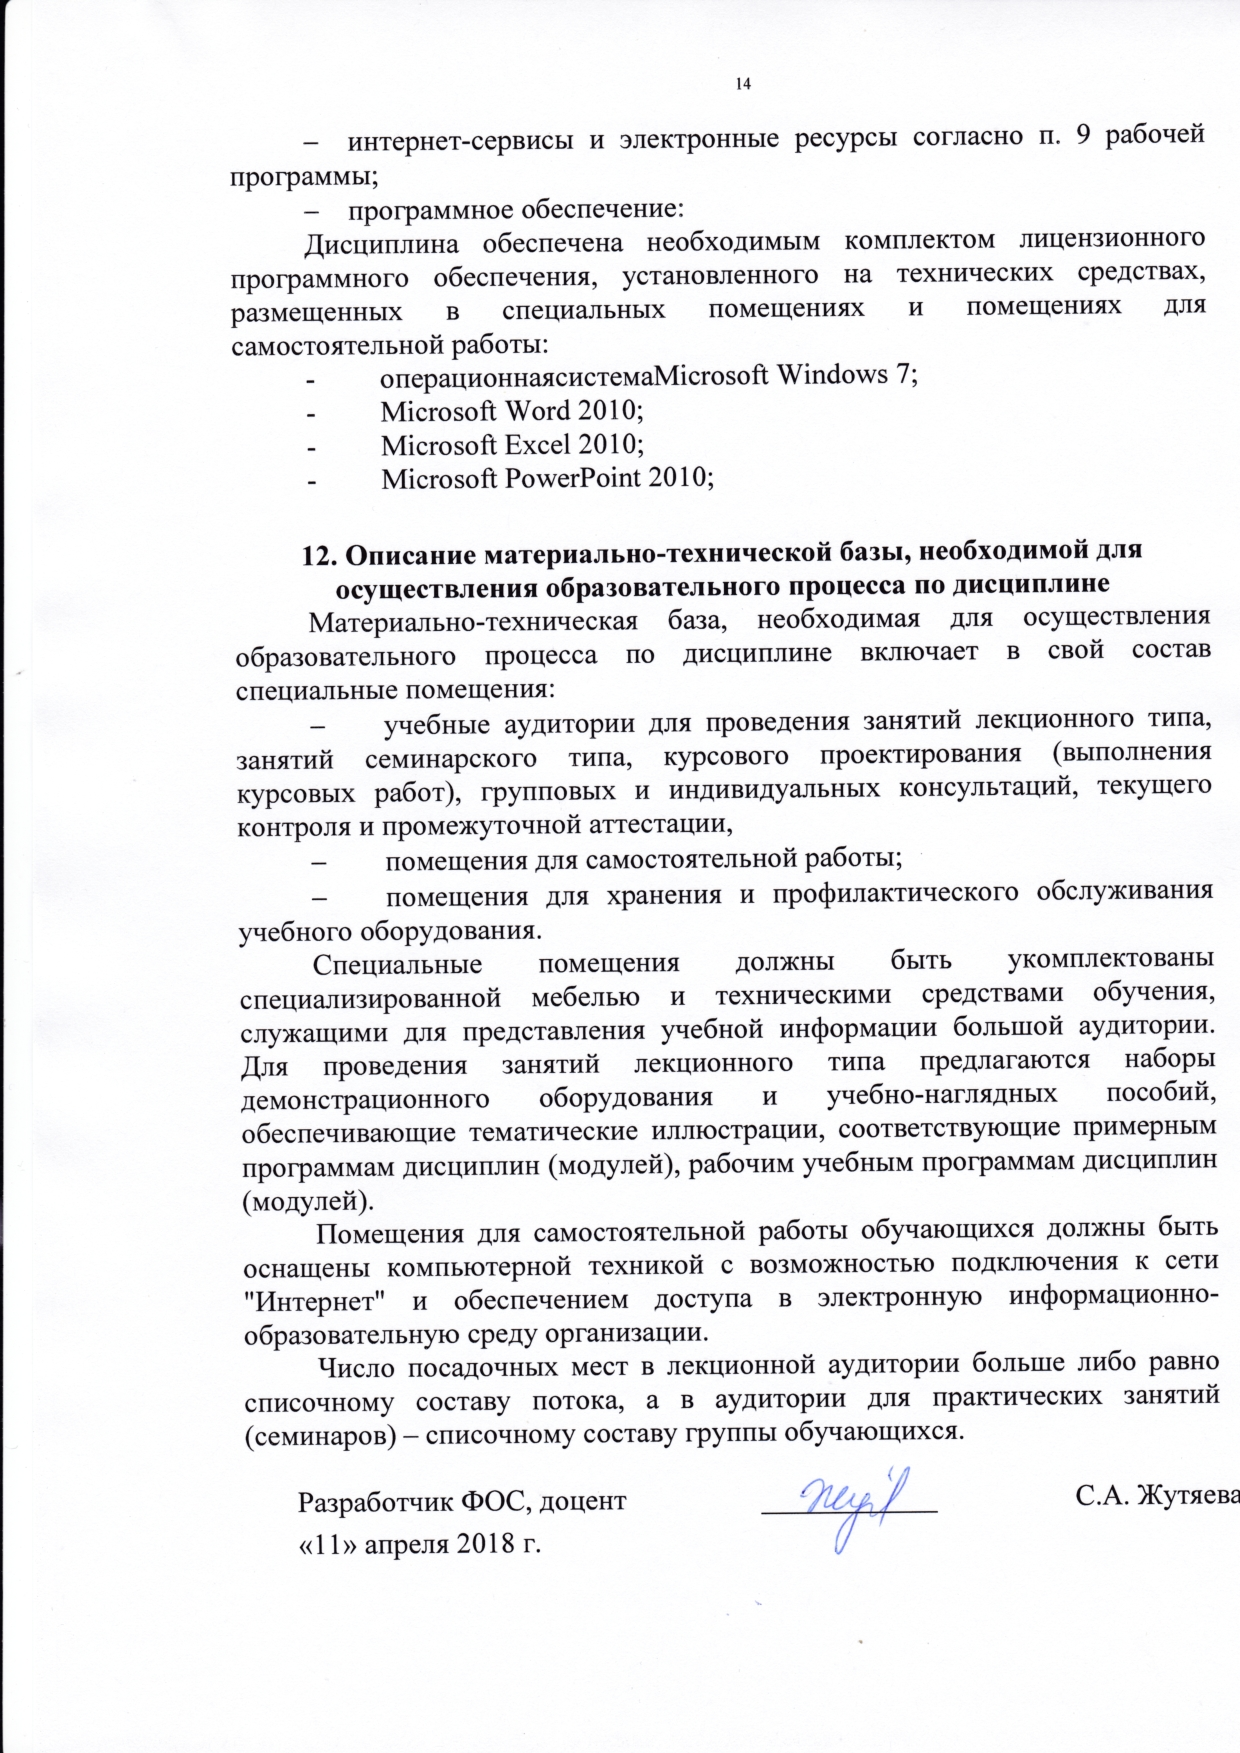 14
–   интернет-сервисы и электронные ресурсы согласно п. 9 рабочей
программы;
–   программное обеспечение:
Дисциплина обеспечена необходимым комплектом лицензионного
программного обеспечения, установленного на технических средствах,
размещенных в специальных помещениях и помещениях для
самостоятельной работы:
-   операционнаясистемаMicrosoft Windows 7;
-   Microsoft Word 2010;
-   Microsoft Excel 2010;
-   Microsoft PowerPoint 2010;
12. Описание материально-технической базы, необходимой для
осуществления образовательного процесса по дисциплине
Материально-техническая база, необходимая для осуществления
образовательного процесса по дисциплине включает в свой состав
специальные помещения:
–   учебные аудитории для проведения занятий лекционного типа,
занятий семинарского типа, курсового проектирования (выполнения
курсовых работ), групповых и индивидуальных консультаций, текущего
контроля и промежуточной аттестации,
–   помещения для самостоятельной работы;
–   помещения для хранения и профилактического обслуживания
учебного оборудования.
Специальные помещения должны быть укомплектованы
специализированной мебелью и техническими средствами обучения,
служащими для представления учебной информации большой аудитории.
Для проведения занятий лекционного типа предлагаются наборы
демонстрационного оборудования и учебно-наглядных пособий,
обеспечивающие тематические иллюстрации, соответствующие примерным
программам дисциплин (модулей), рабочим учебным программам дисциплин
(модулей).
Помещения для самостоятельной работы обучающихся должны быть
оснащены компьютерной техникой с возможностью подключения к сети
"Интернет" и обеспечением доступа в электронную информационно-
образовательную среду организации.
Число посадочных мест в лекционной аудитории больше либо равно
списочному составу потока, а в аудитории для практических занятий
(семинаров) – списочному составу группы обучающихся.
Разработчик ФОС, доцент   С.А. Жутяева
«11» апреля 2018 г.